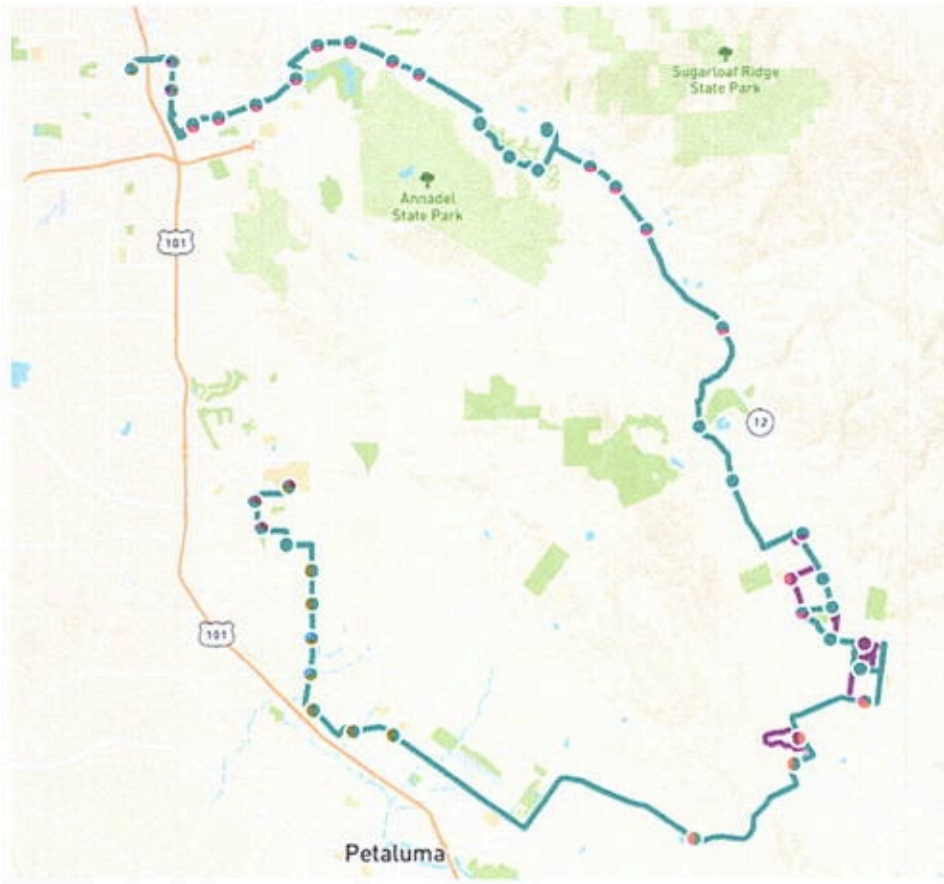 Sugarloaf Ridge
State Park
Annadel
State Park
101
12
101
Petaluma